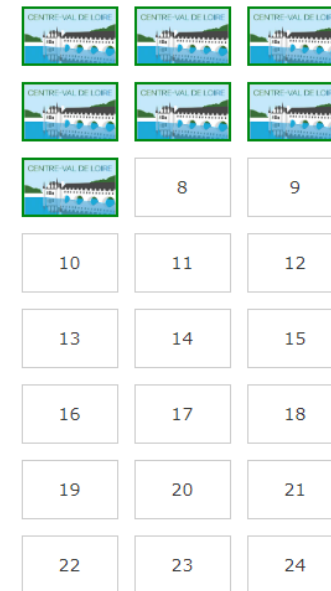 CENTRE-VAL DE LOIRE CENTRE-VAL DE LOIRE CENTRE-VAL DE LOI
CENTRE-VAL DE LOIRE CENTRE-VAL DE LOIRE CENTRE-VAL DE LOI
CENTRE-VAL DE LOIRE 8 9
10 11 12
13 14 15
16 17 18
19 20 21
22 23 24